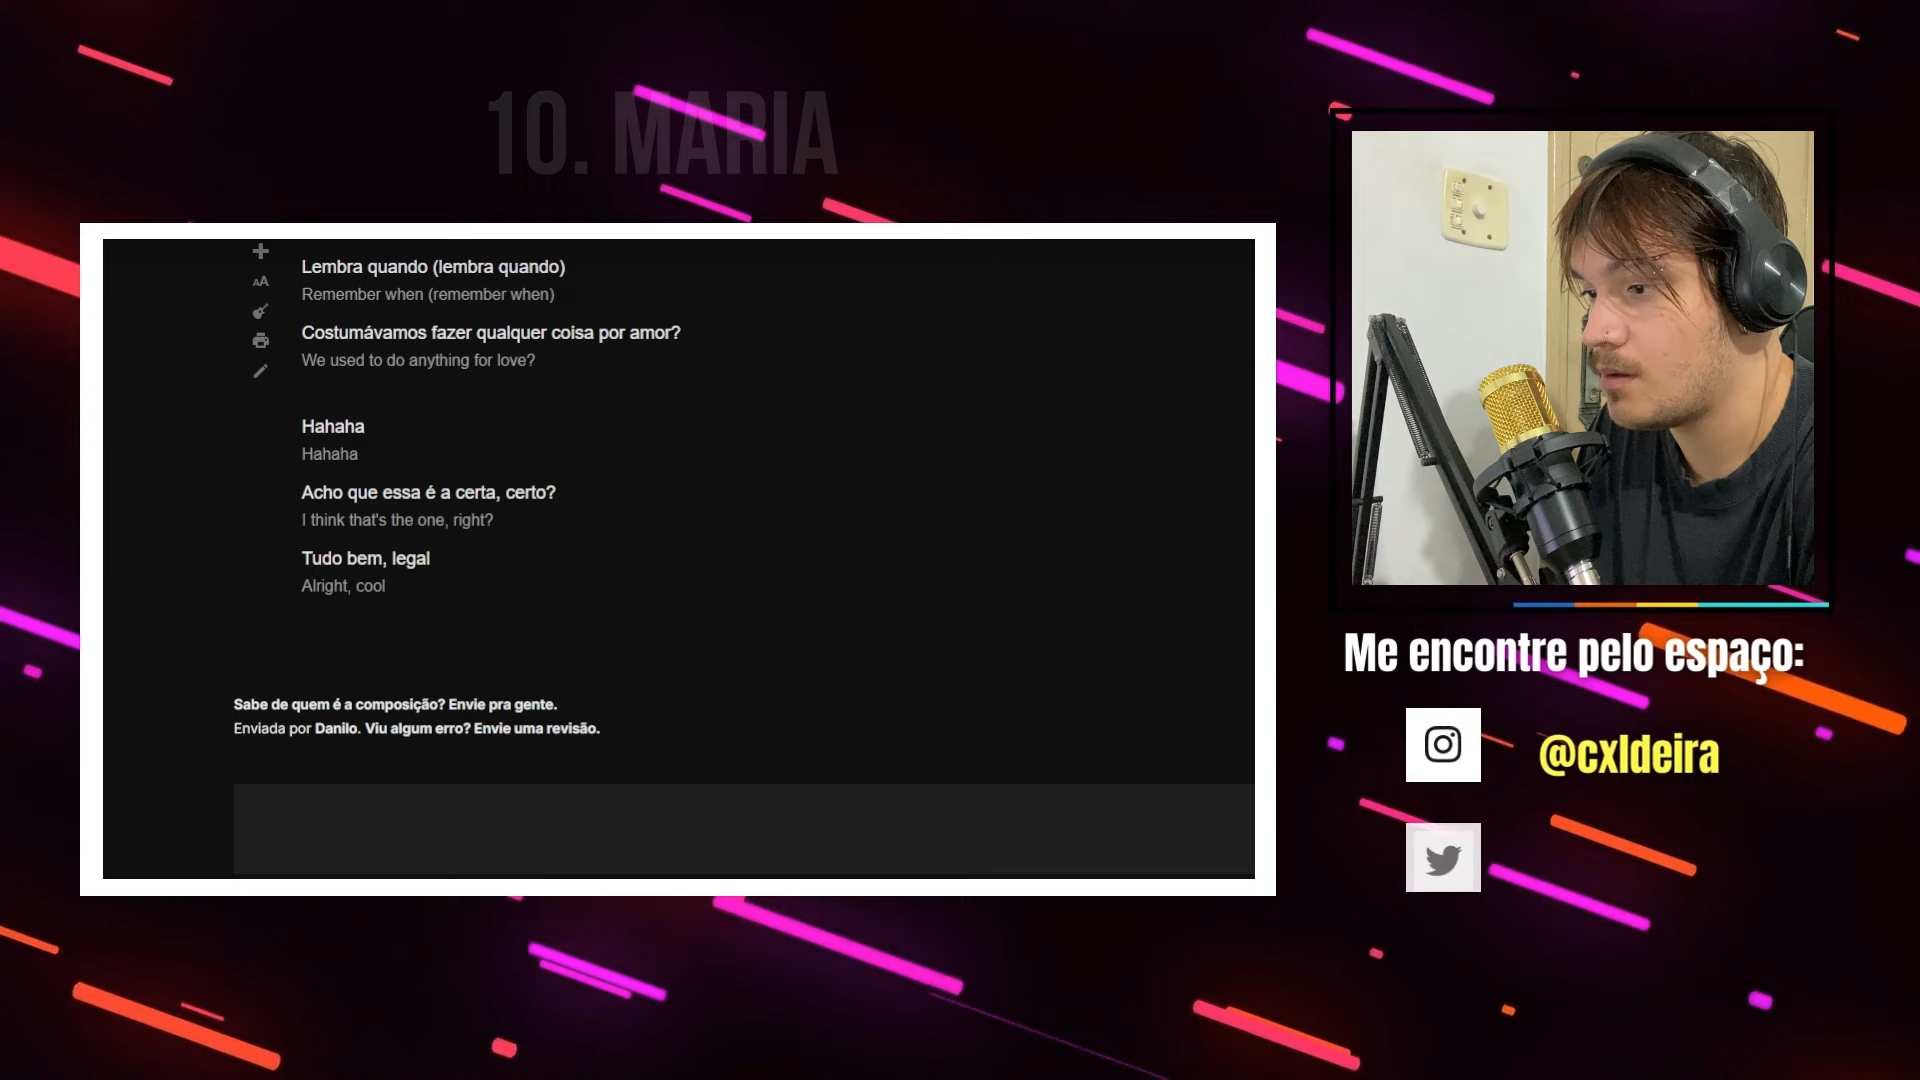 10. MARIA
Lembra quando (lembra quando)
Remember when (remember when)
Costumávamos fazer qualquer coisa por amor?
We used to do anything for love?
Hahaha
Hahaha
Acho que essa é a certa, certo?
I think that's the one, right?
Tudo bem, legal
Alright, cool
Sabe de quem é a composição? Envie pra gente.
Enviada por Danilo. Viu algum erro? Envie uma revisão.
AA
Me encontre pelo espaço:
@cxldeira